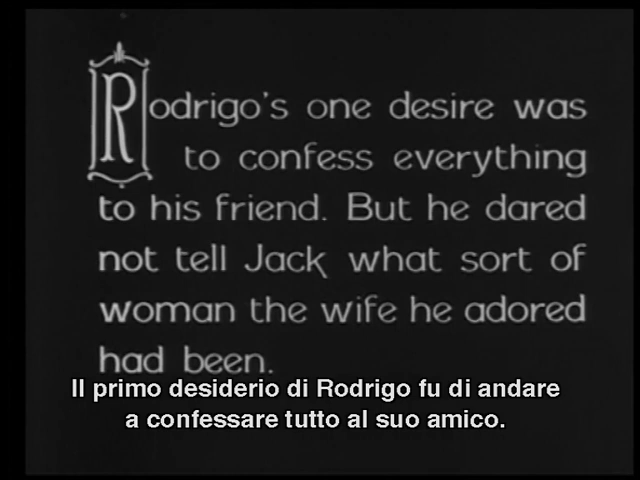 Rodrigo's one desire was
to confess everything
to his friend. But he dared
not tell Jack what sort of
woman the wife he adored
had been.
Il primo desiderio di Rodrigo fu di andare
a confessare tutto al suo amico.